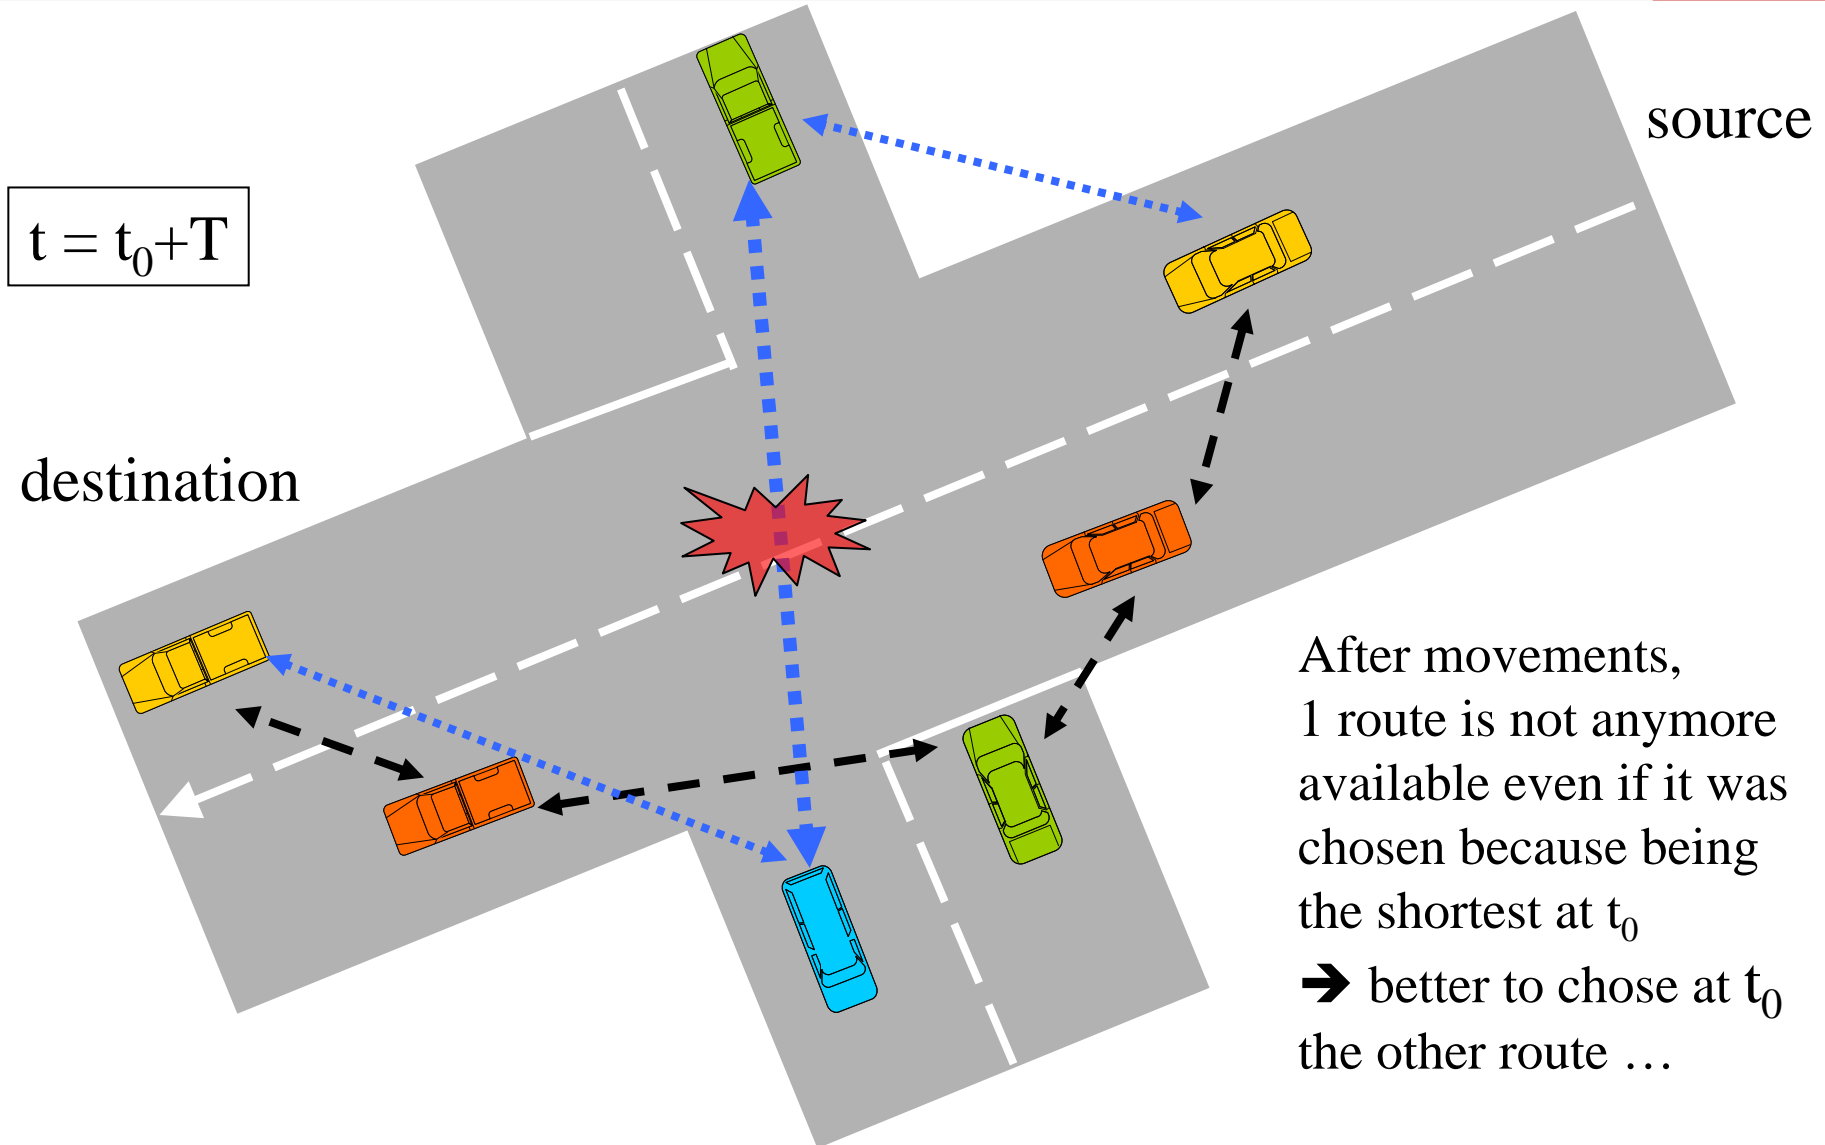 source
t = t₀+T
destination
After movements,
1 route is not anymore
available even if it was
chosen because being
the shortest at t₀
➔ better to chose at t₀
the other route …